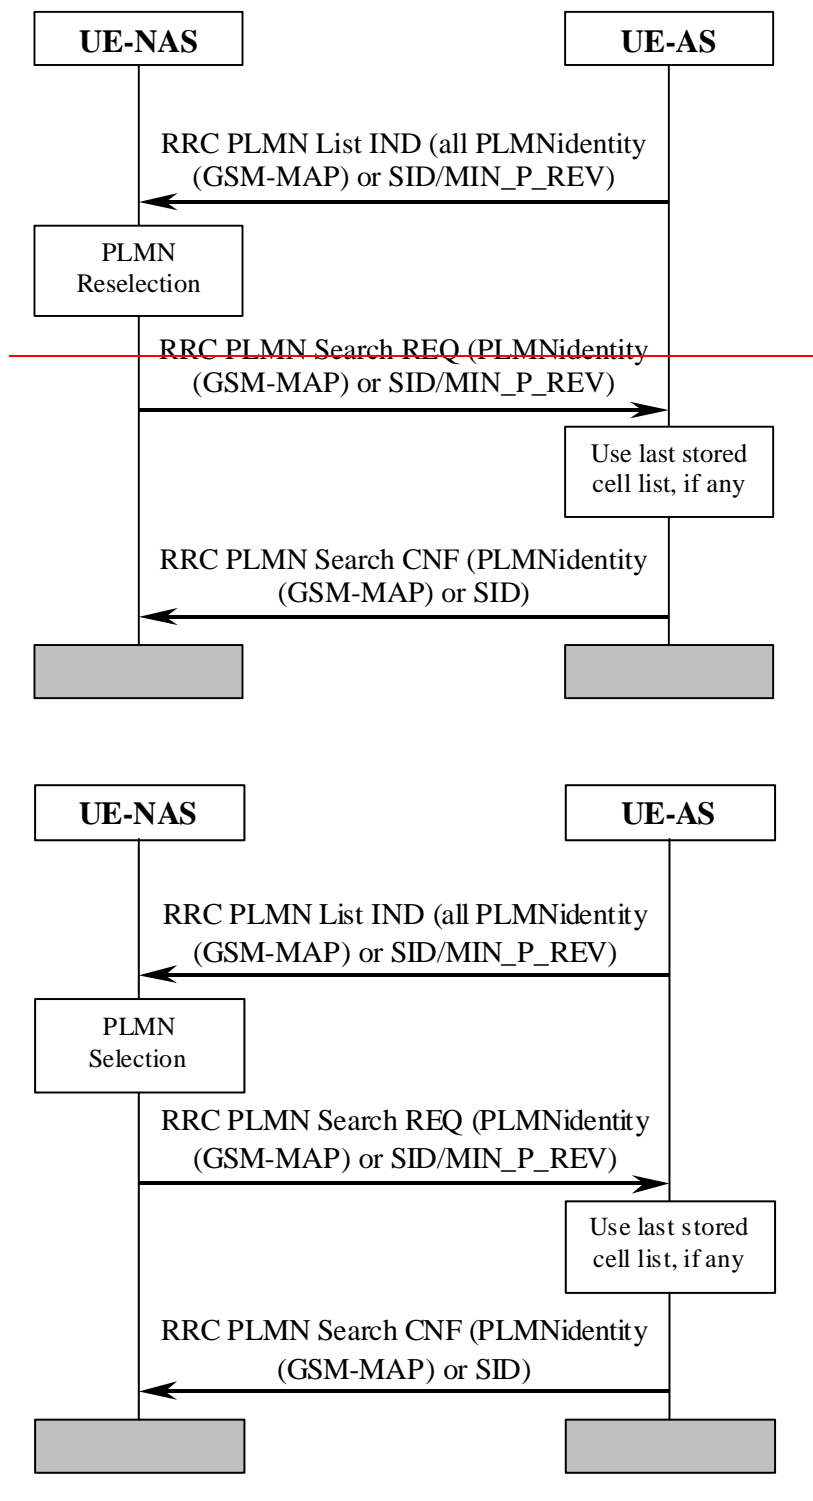 UE-NAS
UE-AS
RRC PLMN List IND (all PLMNidentity
(GSM-MAP) or SID/MIN_P_REV)
PLMN
Reselection
RRC PLMN Search REQ (PLMNidentity
(GSM-MAP) or SID/MIN_P_REV)
Use last stored
cell list, if any
RRC PLMN Search CNF (PLMNidentity
(GSM-MAP) or SID)
UE-NAS
UE-AS
RRC PLMN List IND (all PLMNidentity
(GSM-MAP) or SID/MIN_P_REV)
PLMN
Selection
RRC PLMN Search REQ (PLMNidentity
(GSM-MAP) or SID/MIN_P_REV)
Use last stored
cell list, if any
RRC PLMN Search CNF (PLMNidentity
(GSM-MAP) or SID)